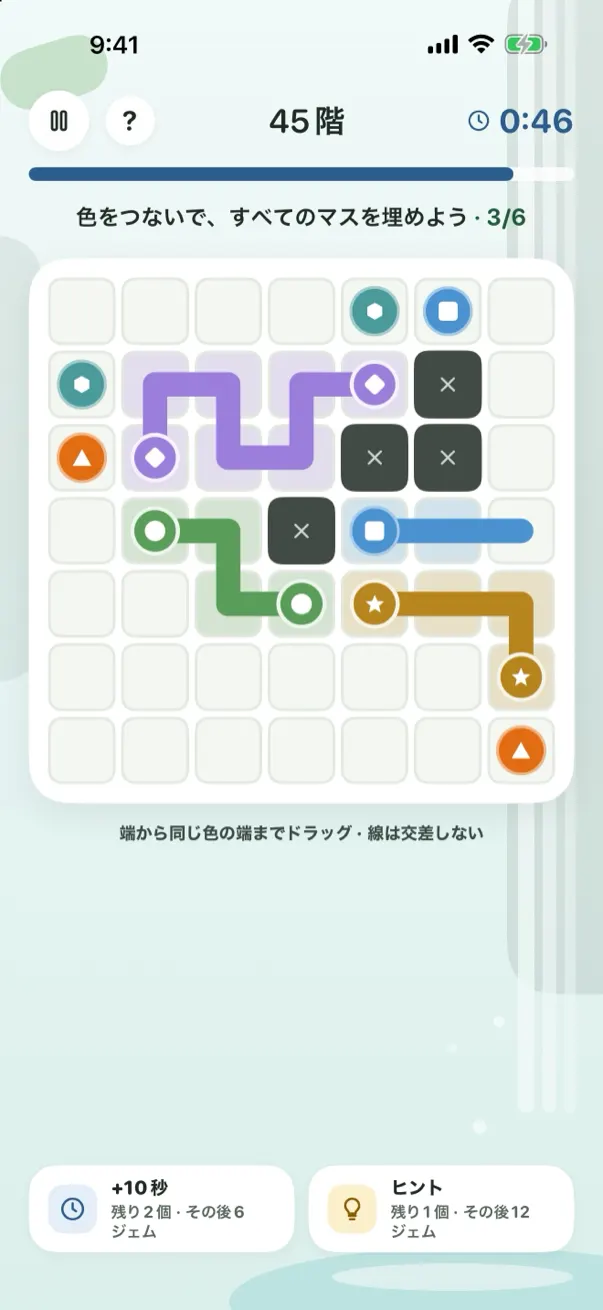 9:41
?
45階
0:46
色をつないで、すべてのマスを埋めよう · 3/6
端から同じ色の端までドラッグ · 線は交差しない
+10秒
残り2個 · その後6
ジェム
ヒント
残り1個 · その後12
ジェム